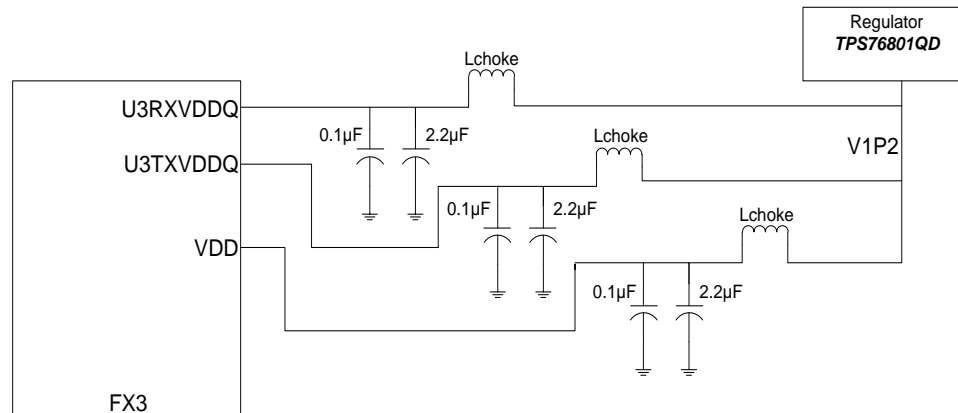 Regulator
TPS76801QD
Lchoke
U3RXVDDQ
0.1µF
2.2µF
Lchoke
V1P2
U3TXVDDQ
0.1µF
2.2µF
Lchoke
VDD
0.1µF
2.2µF
FX3